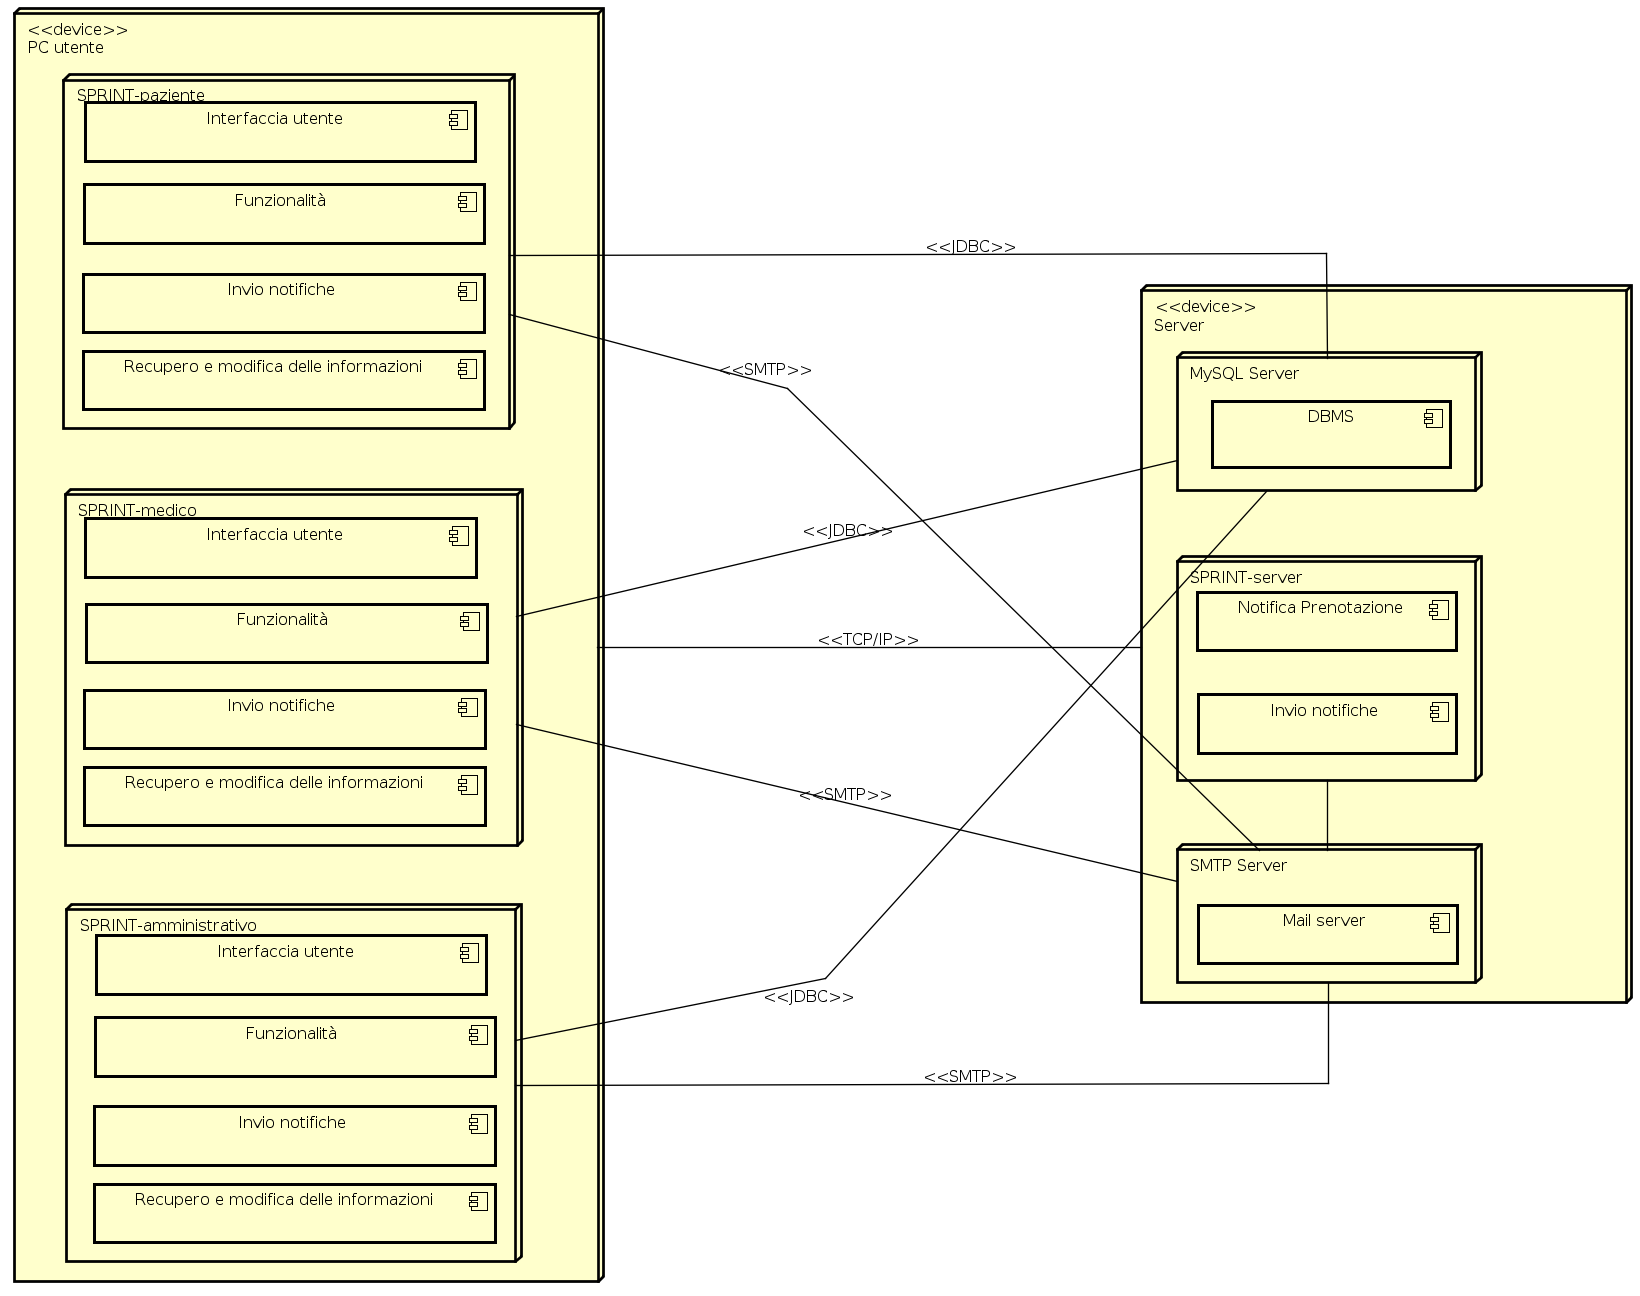 <<device>>
PC utente
SPRINT-paziente
Interfaccia utente
Funzionalità
Invio notifiche
Recupero e modifica delle informazioni
SPRINT-medico
Interfaccia utente
Funzionalità
Invio notifiche
Recupero e modifica delle informazioni
SPRINT-amministrativo
Interfaccia utente
Funzionalità
Invio notifiche
Recupero e modifica delle informazioni
<<JDBC>>
<<SMTP>>
<<JDBC>>
<<TCP/IP>>
<<SMTP>>
<<JDBC>>
<<SMTP>>
<<device>>
Server
MySQL Server
DBMS
SPRINT-server
Notifica Prenotazione
Invio notifiche
SMTP Server
Mail server